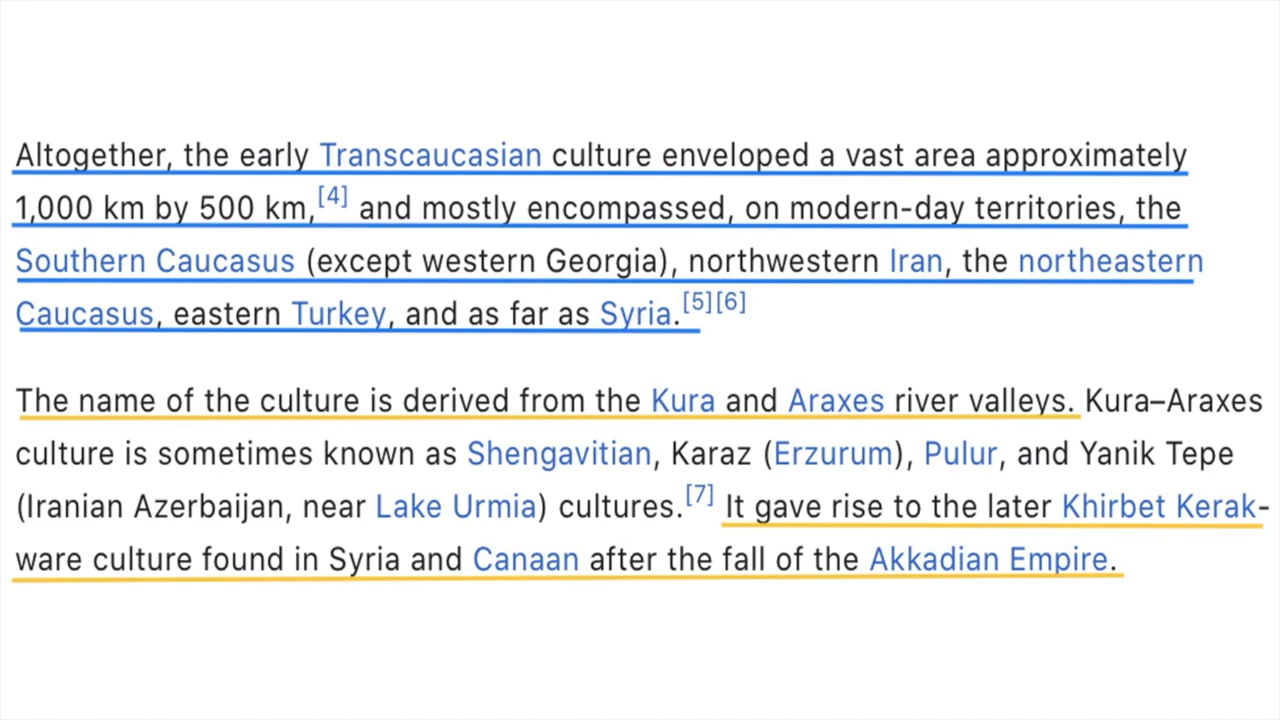 Altogether, the early Transcaucasian culture enveloped a vast area approximately
1,000 km by 500 km,[4] and mostly encompassed, on modern-day territories, the
Southern Caucasus (except western Georgia), northwestern Iran, the northeastern
Caucasus, eastern Turkey, and as far as Syria.[5][6]
The name of the culture is derived from the Kura and Araxes river valleys. Kura–Araxes
culture is sometimes known as Shengavitian, Karaz (Erzurum), Pulur, and Yanik Tepe
(Iranian Azerbaijan, near Lake Urmia) cultures.[7] It gave rise to the later Khirbet Kerak-
ware culture found in Syria and Canaan after the fall of the Akkadian Empire.